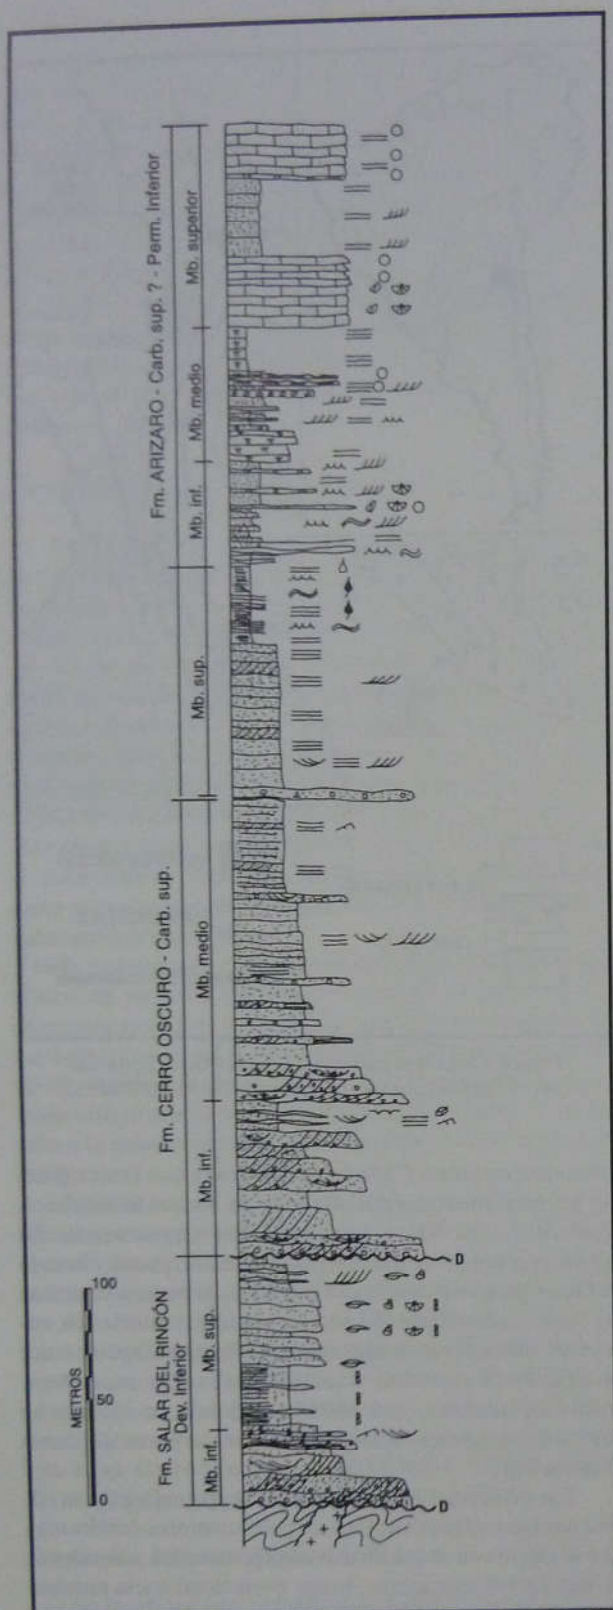 Fm. ARIZARO - Carb. sup. ? - Perm. Inferior
Mb. superior
Mb. medio
Mb. inf.
Fm. CERRO OSCURO - Carb. sup.
Mb. sup.
Mb. medio
Mb. inf.
D
Fm. SALAR DEL RINCÓN
Dev. Inferior
Mb. sup.
Mb. inf.
D
METROS
100
50
0